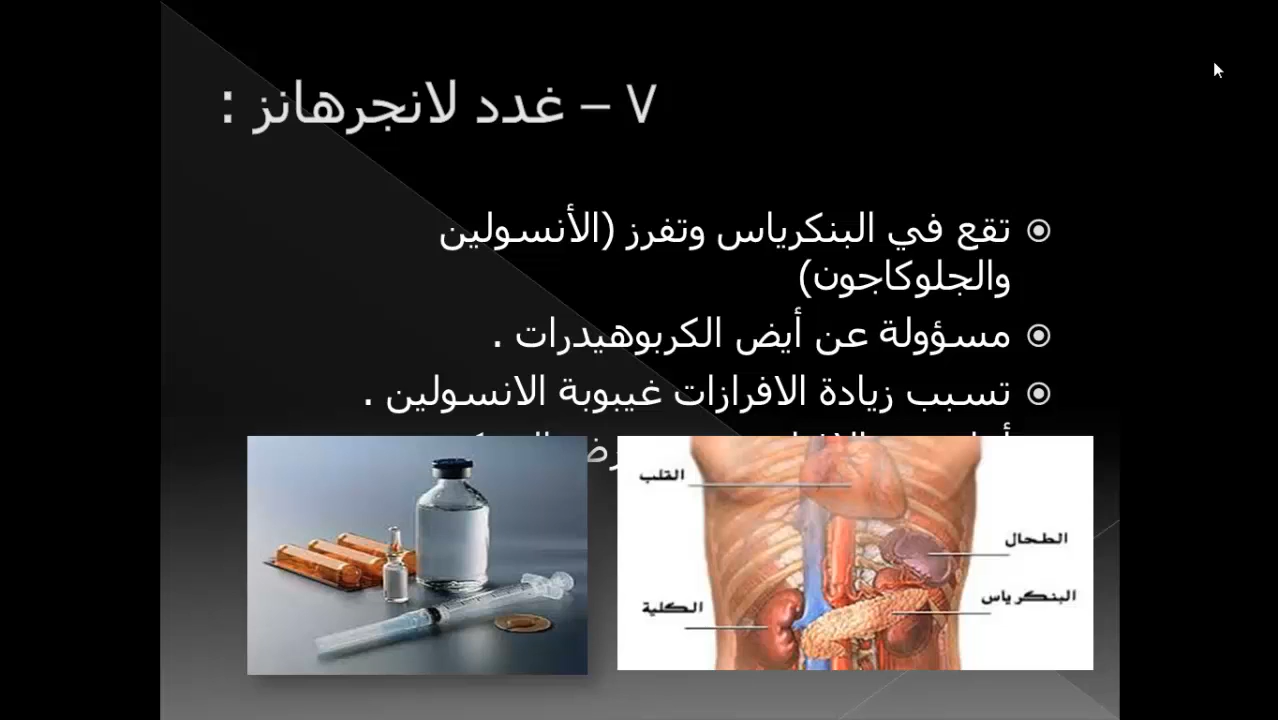 ٧ – غدد لانجرهانز :
تقع في البنكرياس وتفرز (الأنسولين
والجلوكاجون)
مسؤولة عن أيض الكربوهيدرات .
تسبب زيادة الافرازات غيبوبة الانسولين .
القلب
الطحال
البنكرياس
الكلية